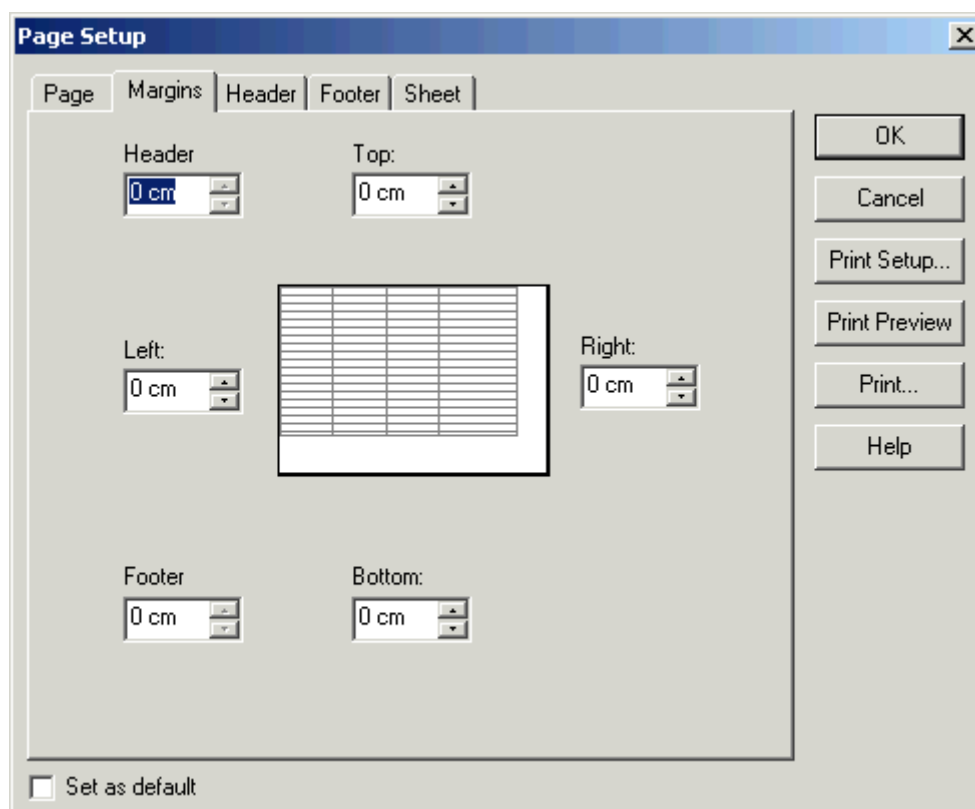 Page Setup
Page Margins Header Footer Sheet
Header Top:
0 cm 0 cm
Left: Right:
0 cm 0 cm
Footer Bottom:
0 cm 0 cm
OK
Cancel
Print Setup...
Print Preview
Print...
Help
Set as default